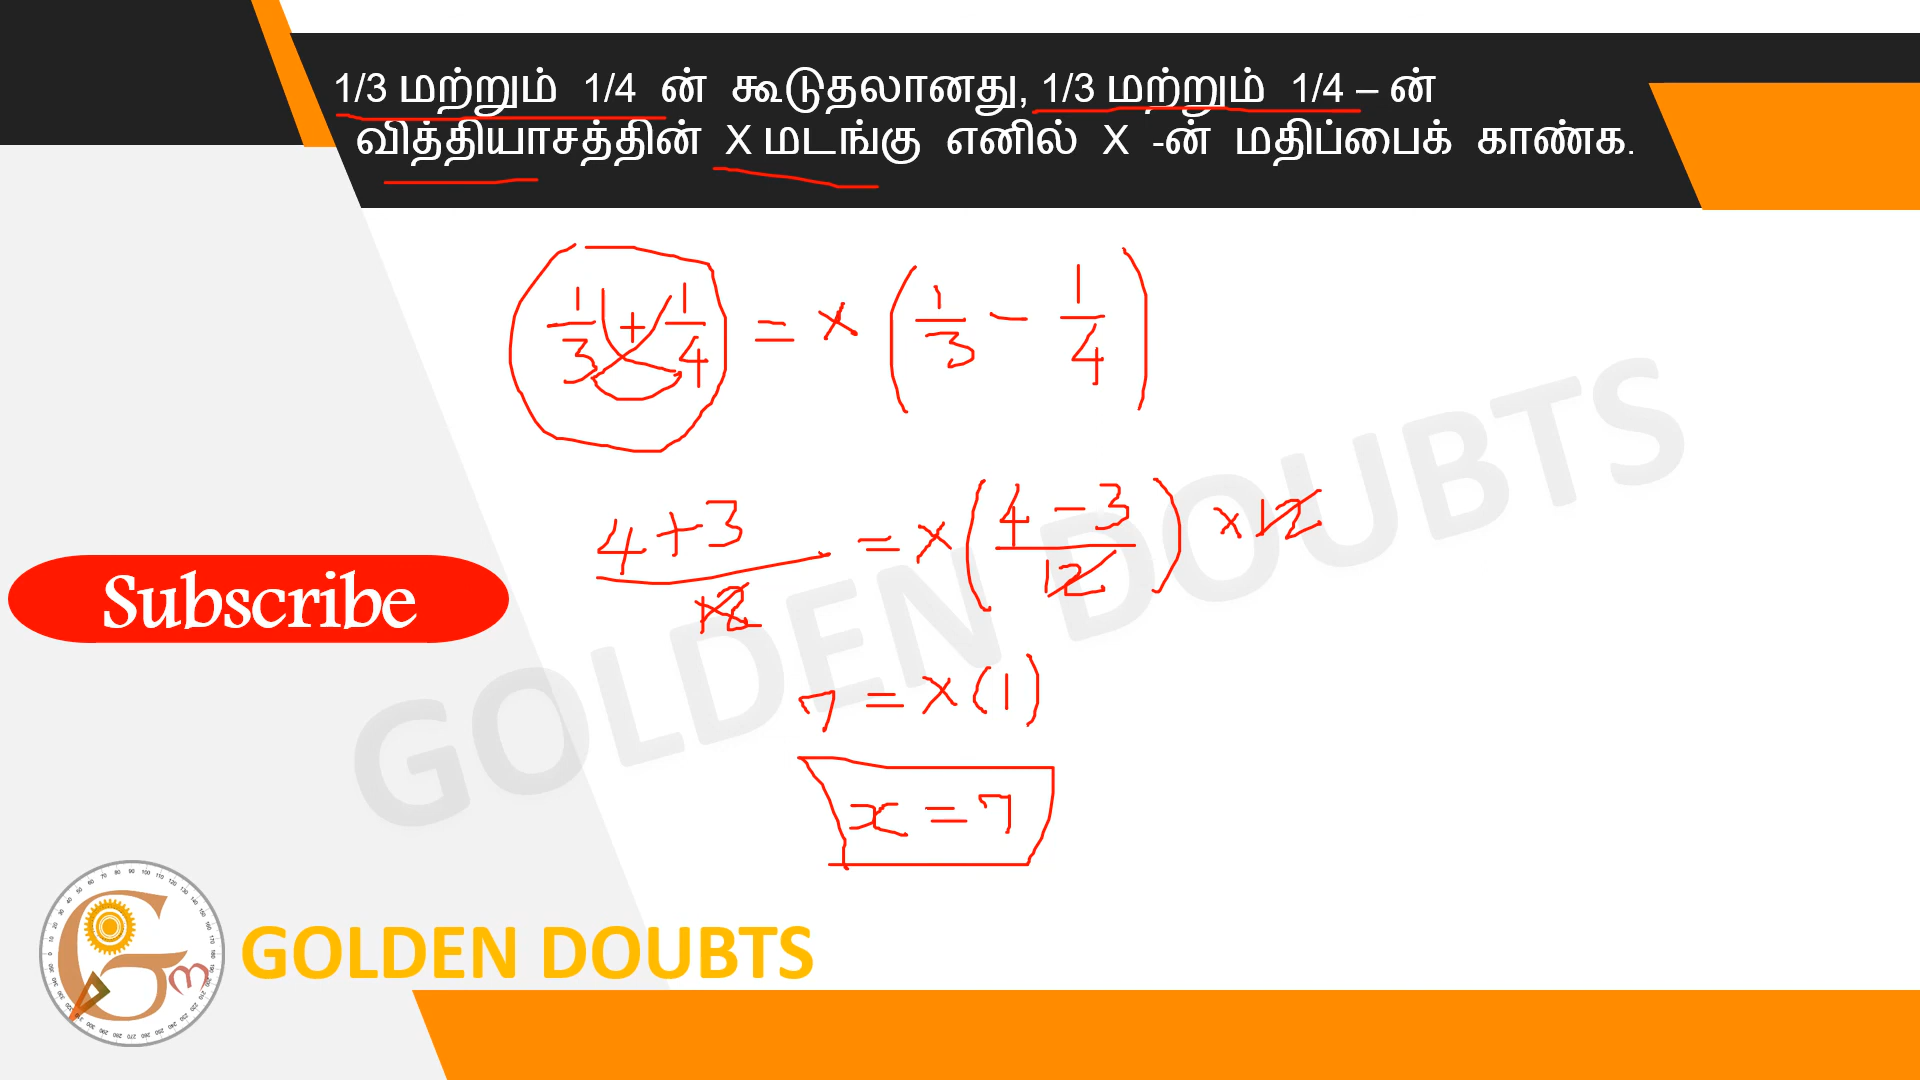 1/3 மற்றும் 1/4 ன் கூடுதலானது, 1/3 மற்றும் 1/4 – ன்
வித்தியாசத்தின் X மடங்கு எனில் X -ன் மதிப்பைக் காண்க.
1/3 + 1/4 = x (1/3 - 1/4)
4+3/12 = x (4-3/12) x12
7 = x (1)
x = 7
Subscribe
GOLDEN DOUBTS
GOLDEN DOUBTS